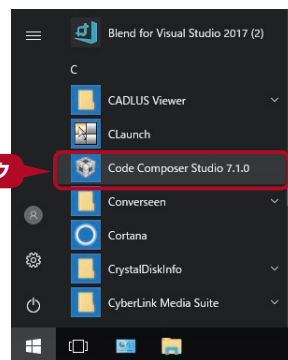 Blend for Visual Studio 2017 (2)
C
CADLUS Viewer
CLaunch
Code Composer Studio 7.1.0
Converseen
Cortana
CrystalDiskInfo
CyberLink Media Suite